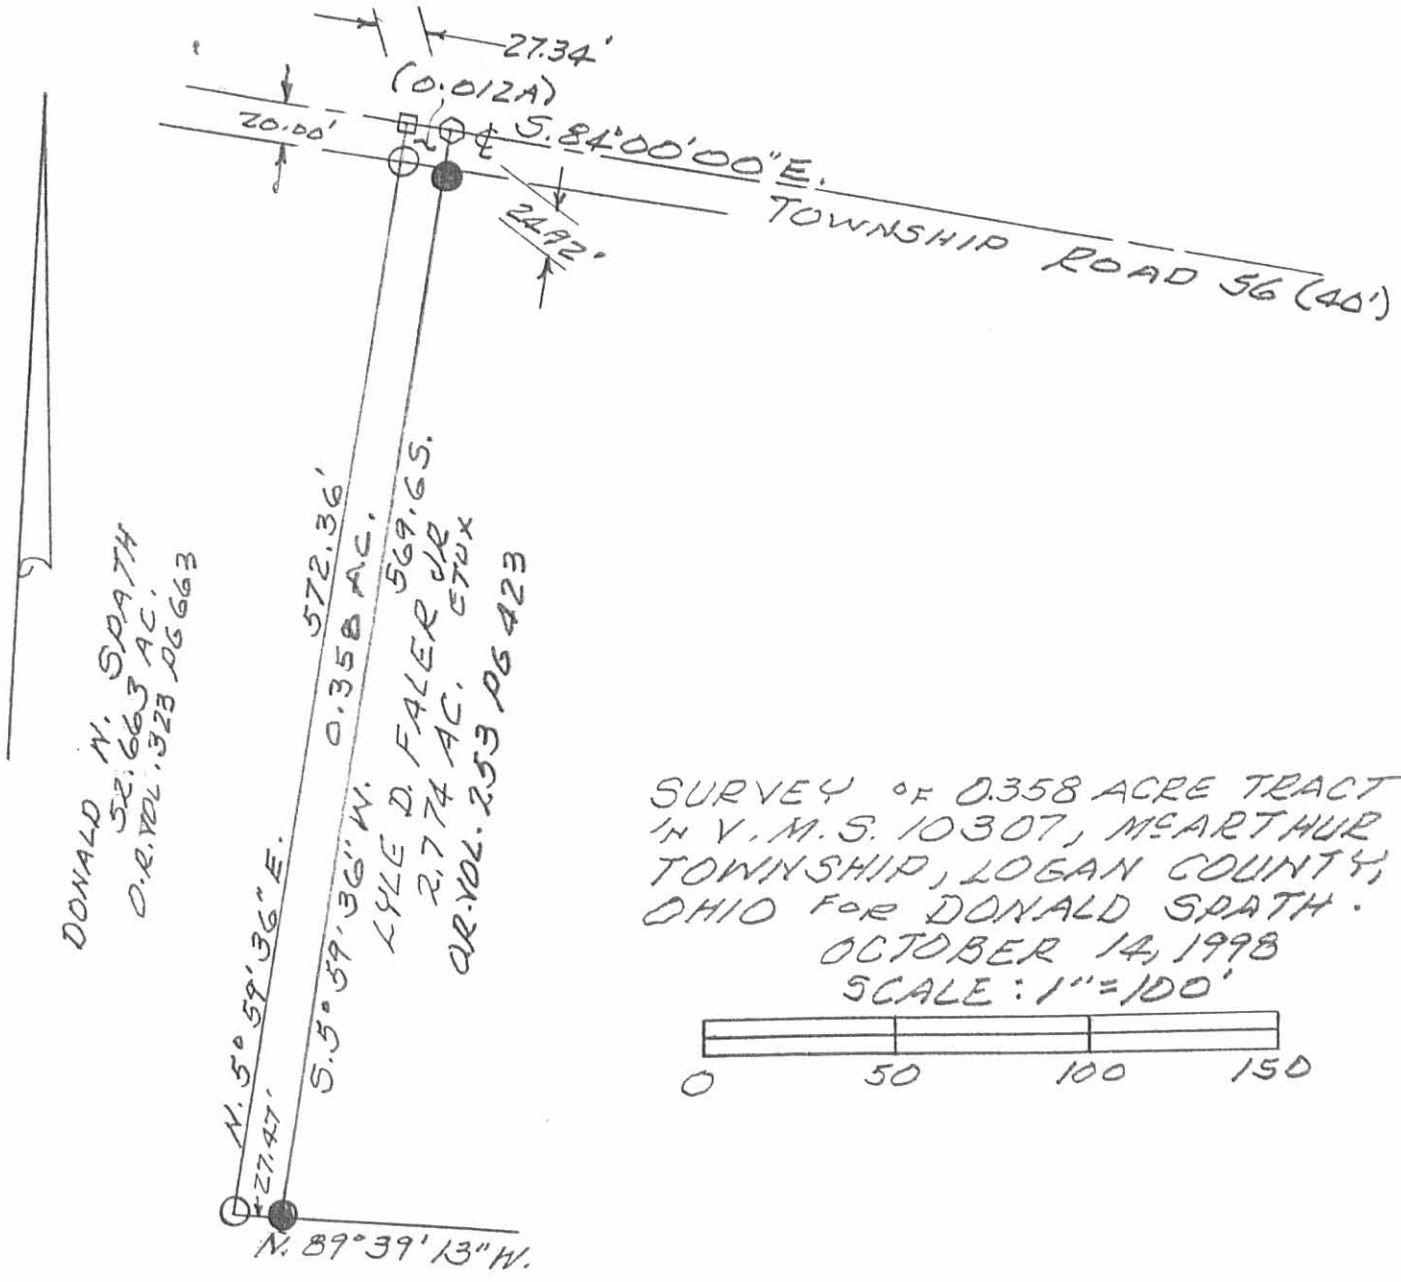 27.34'
(0.012A)
20.00'
℄ S. 84°00'00" E.
TOWNSHIP ROAD 56 (40')
24.92'
572.36'
0.358 AC.
569.65.
N. 5° 59' 36" E.
S. 5° 59' 36" W.
DONALD N. SPATH
52.663 AC.
O.R. VOL. 323 PG 663
LYLE D. FALER JR
ETUX
2.774 AC.
OR. VOL. 253 PG 423
27.47'
N. 89° 39' 13" W.
SURVEY OF 0.358 ACRE TRACT
IN V.M.S. 10307, McARTHUR
TOWNSHIP, LOGAN COUNTY,
OHIO FOR DONALD SPATH.
OCTOBER 14, 1998
SCALE: 1"=100'
0 50 100 150